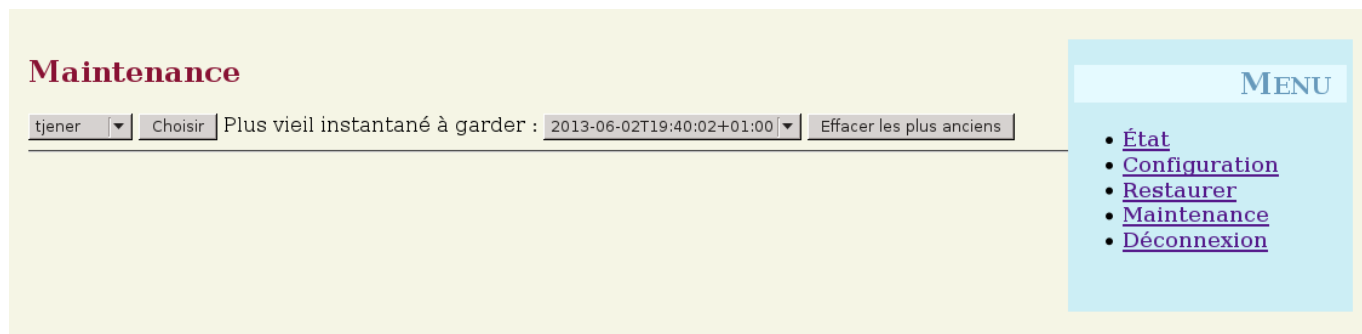 Maintenance
tjener Choisir Plus vieil instantané à garder : 2013-06-02T19:40:02+01:00 Effacer les plus anciens
MENU
État
Configuration
Restaurer
Maintenance
Déconnexion